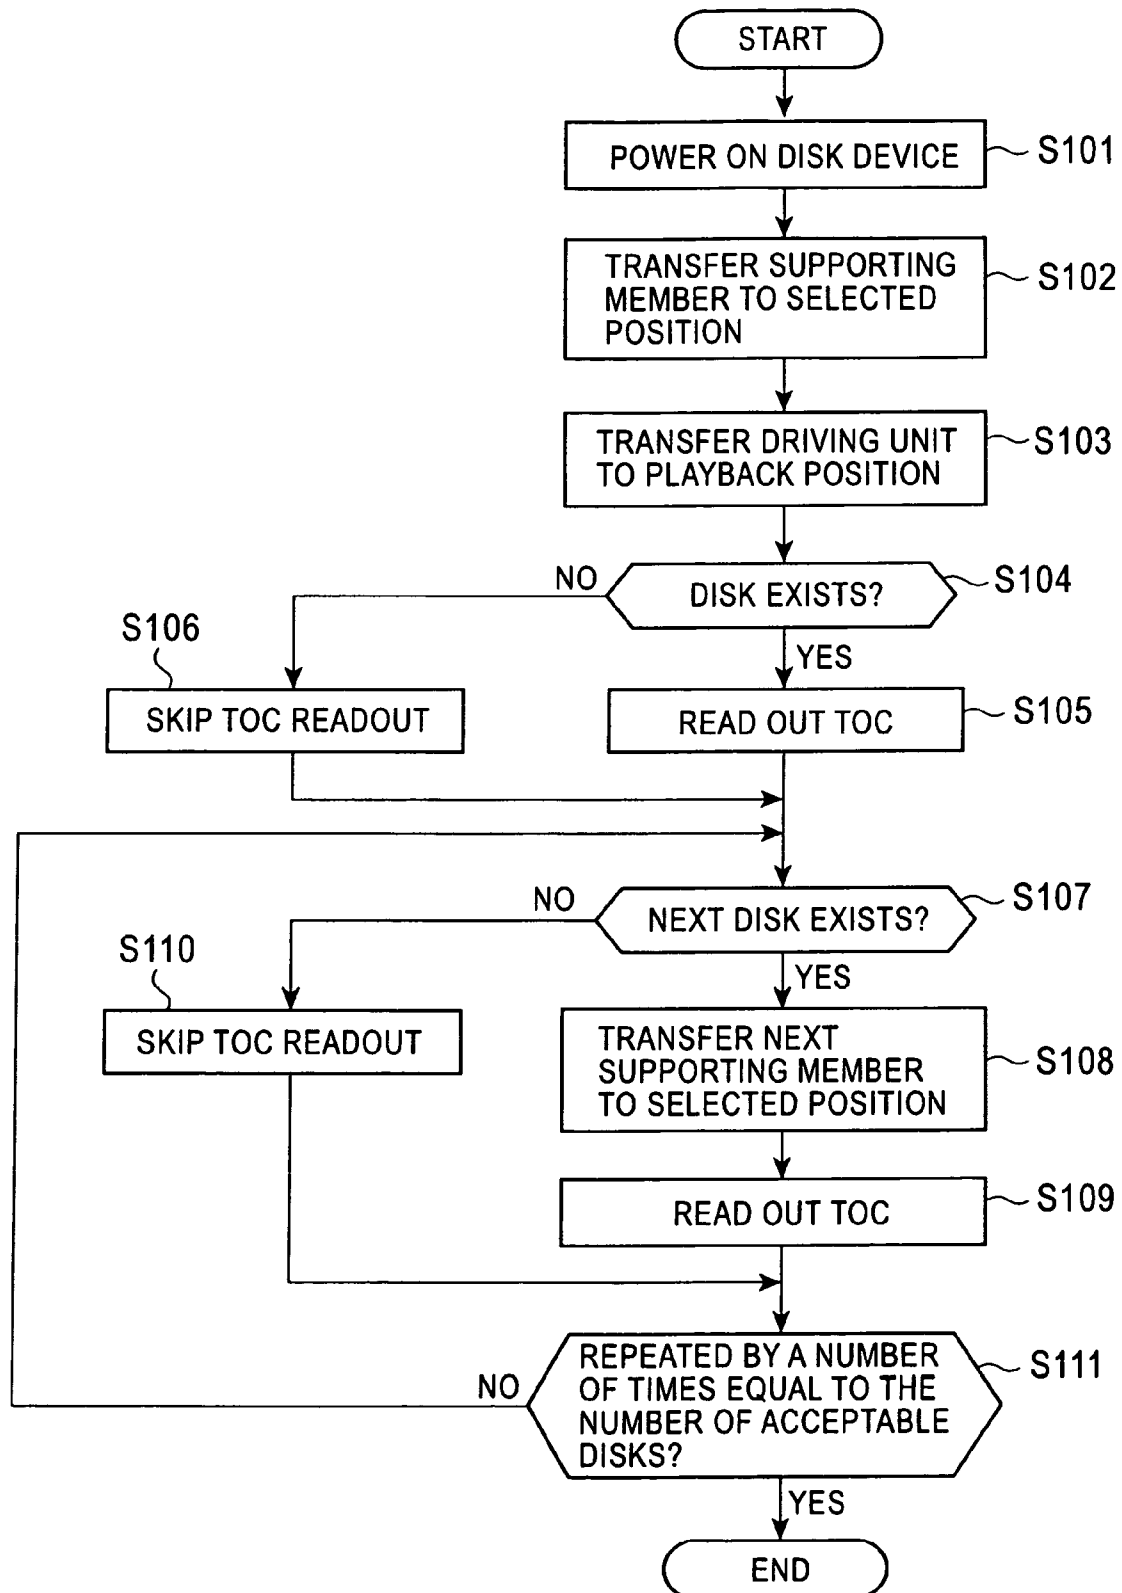 START
POWER ON DISK DEVICE
S101
TRANSFER SUPPORTING
MEMBER TO SELECTED
POSITION
S102
TRANSFER DRIVING UNIT
TO PLAYBACK POSITION
S103
NO
DISK EXISTS?
S104
S106
YES
SKIP TOC READOUT
READ OUT TOC
S105
NO
NEXT DISK EXISTS?
S107
S110
YES
SKIP TOC READOUT
TRANSFER NEXT
SUPPORTING MEMBER
TO SELECTED POSITION
S108
READ OUT TOC
S109
NO
REPEATED BY A NUMBER
OF TIMES EQUAL TO THE
NUMBER OF ACCEPTABLE
DISKS?
S111
YES
END